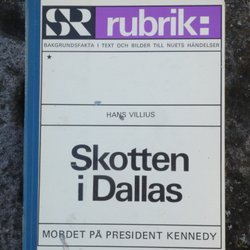 SR rubrik:
BAKGRUNDSFAKTA I TEXT OCH BILDER TILL NUETS HÄNDELSER
★
HANS VILLIUS
Skotten
i Dallas
MORDET PÅ PRESIDENT KENNEDY